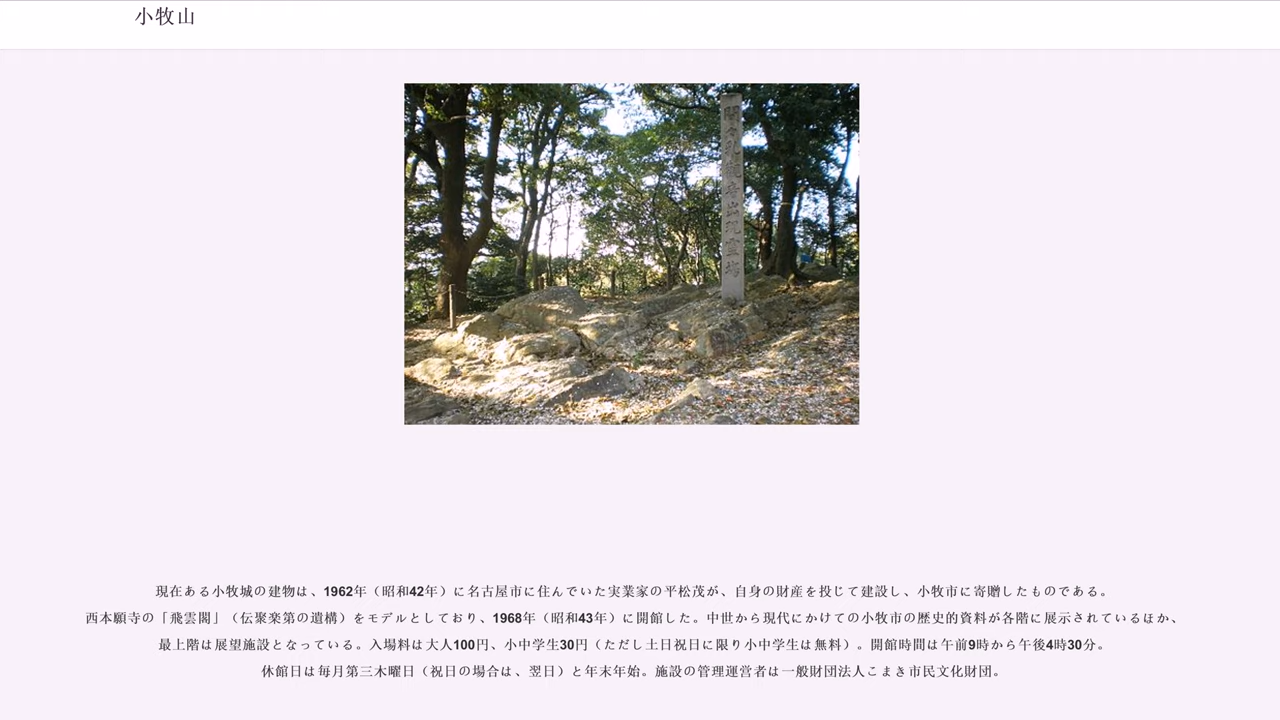 小牧山
間々乳観音出現霊場
現在ある小牧城の建物は、1962年（昭和42年）に名古屋市に住んでいた実業家の平松茂が、自身の財産を投じて建設し、小牧市に寄贈したものである。
西本願寺の「飛雲閣」（伝聚楽第の遺構）をモデルとしており、1968年（昭和43年）に開館した。中世から現代にかけての小牧市の歴史的資料が各階に展示されているほか、
最上階は展望施設となっている。入場料は大人100円、小中学生30円（ただし土日祝日に限り小中学生は無料）。開館時間は午前9時から午後4時30分。
休館日は毎月第三木曜日（祝日の場合は、翌日）と年末年始。施設の管理運営者は一般財団法人こまき市民文化財団。